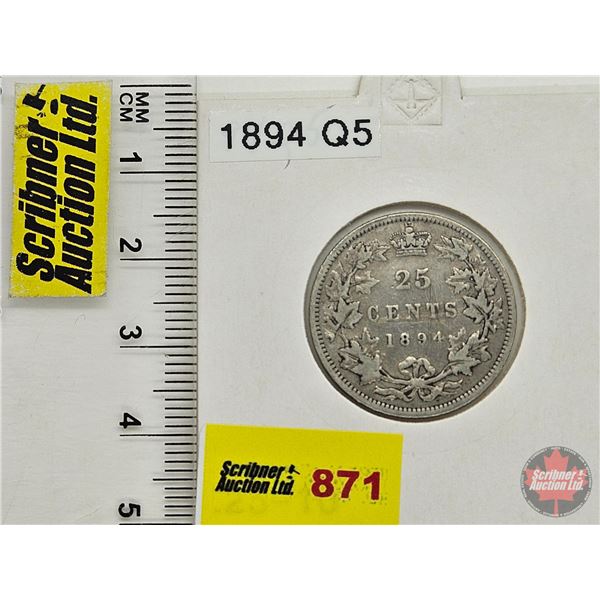 Scribner
Auction Ltd.
MM
CM
1
2
3
4
5
1894 Q5
25
CENTS
1894
Scribner
Auction Ltd.
871
Scribner
Auction Ltd.